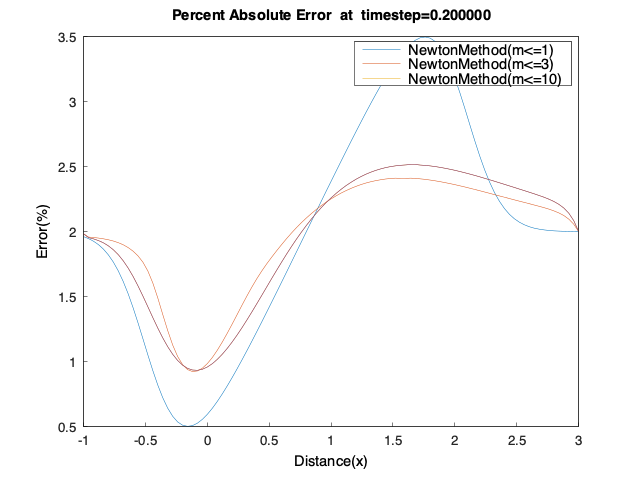 Percent Absolute Error at timestep=0.200000
3.5
3
2.5
2
1.5
1
0.5
Error(%)
NewtonMethod(m<=1)
NewtonMethod(m<=3)
NewtonMethod(m<=10)
-1 -0.5 0 0.5 1 1.5 2 2.5 3
Distance(x)